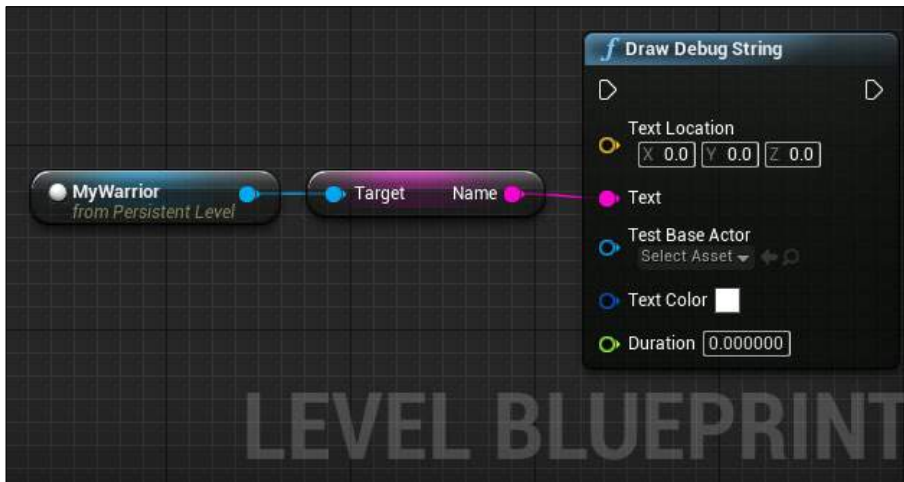 Draw Debug String
Text Location
X 0.0 Y 0.0 Z 0.0
MyWarrior
from Persistent Level
Target Name
Text
Test Base Actor
Select Asset
Text Color
Duration 0.000000
LEVEL BLUEPRINT